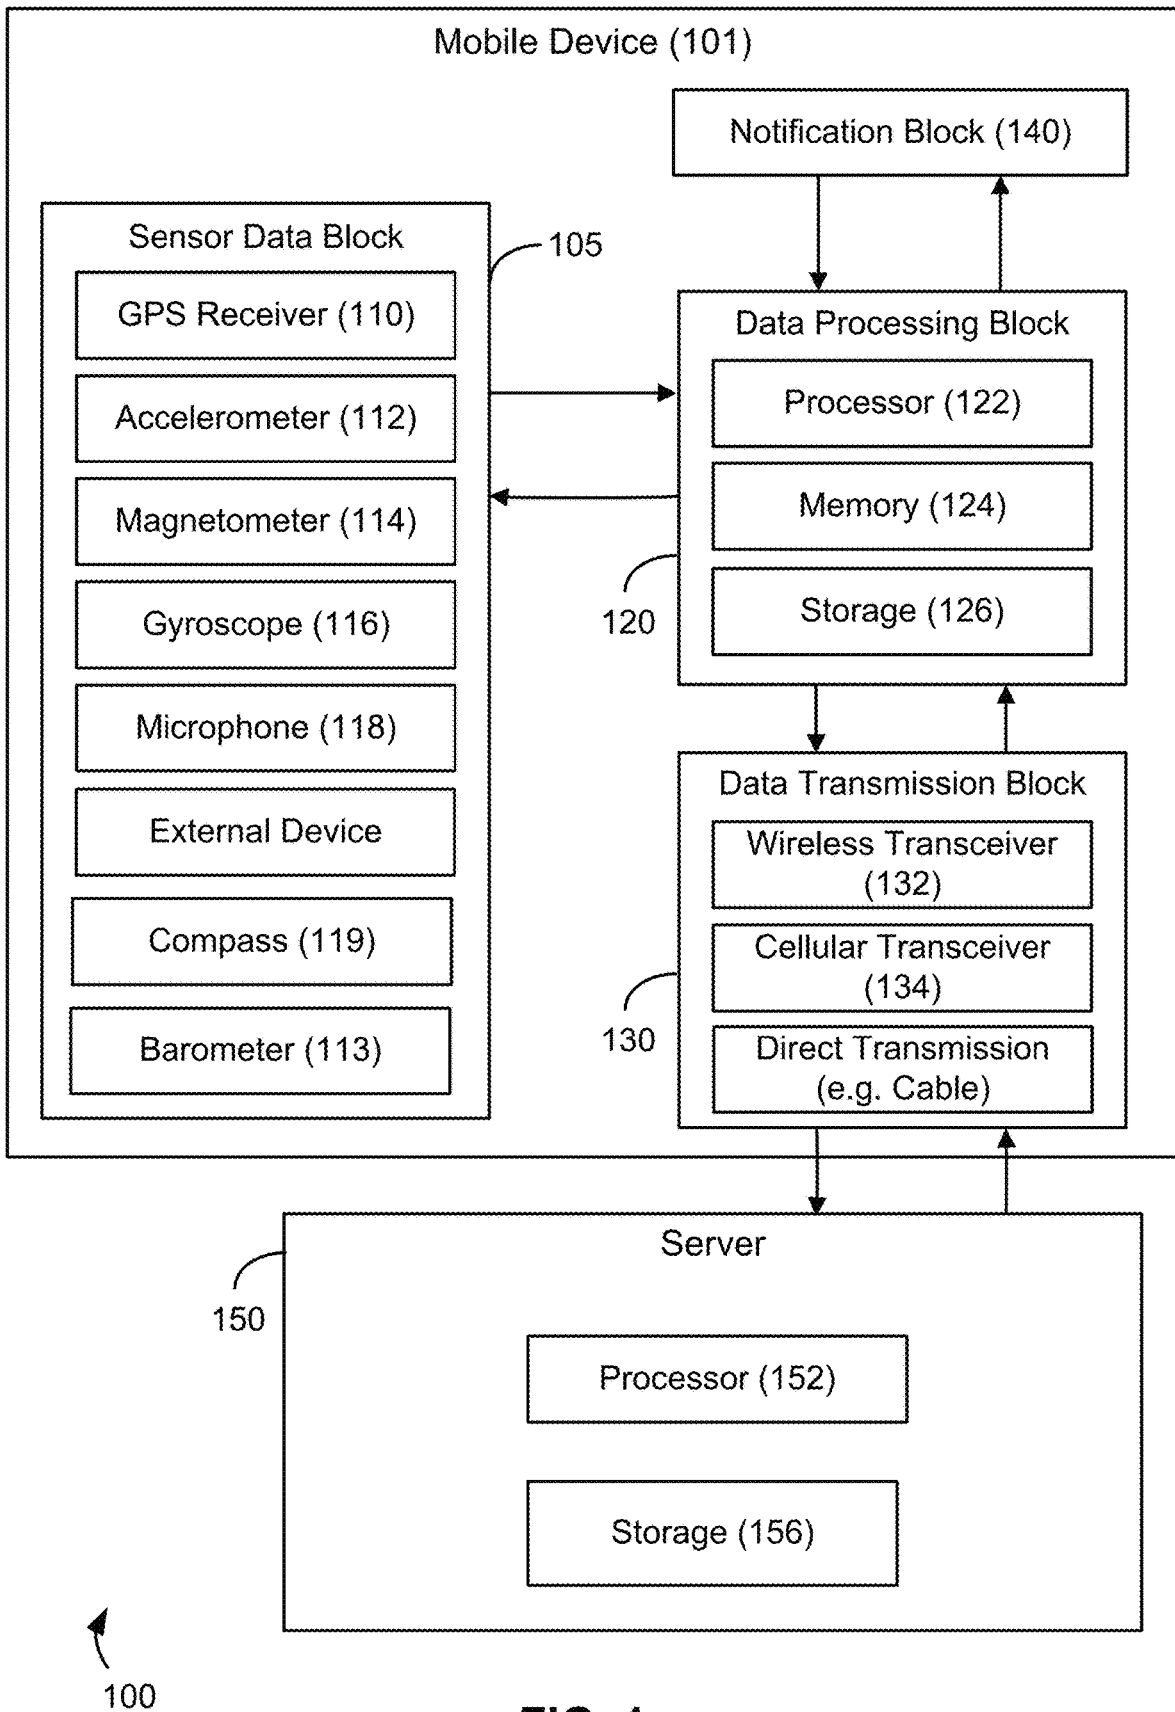 Mobile Device (101)
Notification Block (140)
Sensor Data Block
105
GPS Receiver (110)
Accelerometer (112)
Magnetometer (114)
Gyroscope (116)
Microphone (118)
External Device
Compass (119)
Barometer (113)
Data Processing Block
Processor (122)
Memory (124)
Storage (126)
120
Data Transmission Block
Wireless Transceiver
(132)
Cellular Transceiver
(134)
Direct Transmission
(e.g. Cable)
130
Server
150
Processor (152)
Storage (156)
100